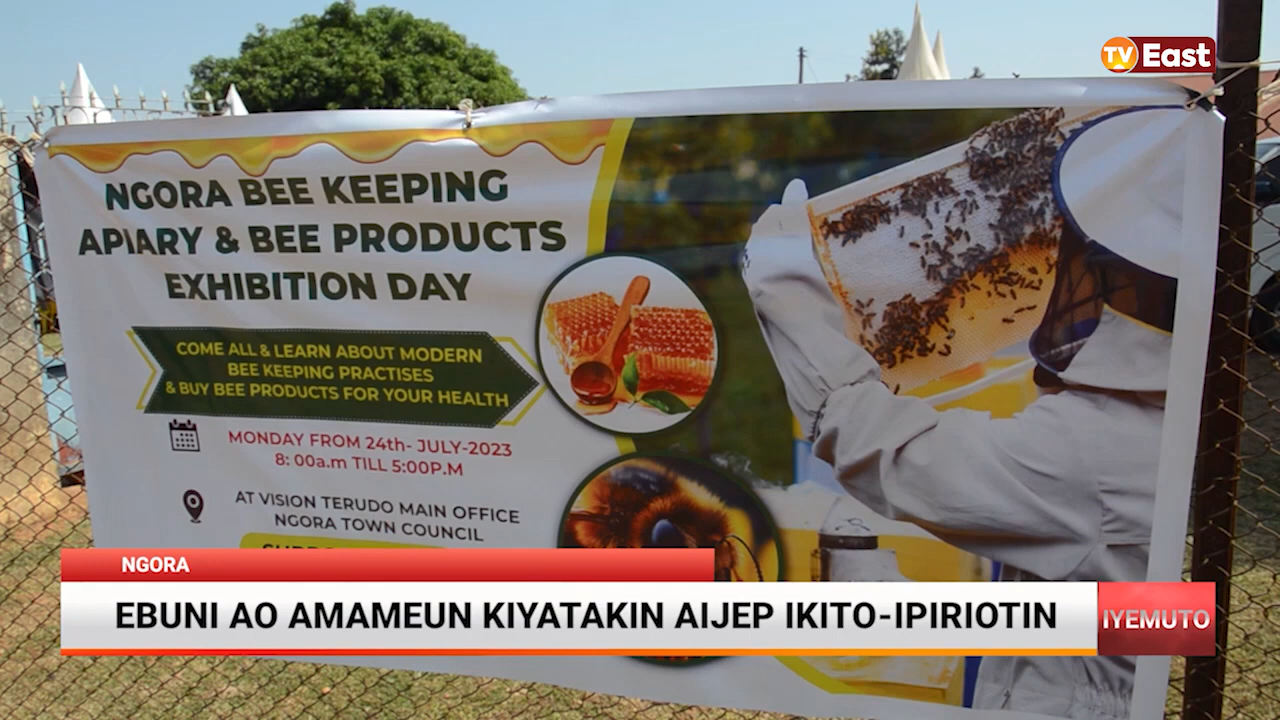 TV East
NGORA BEE KEEPING
APIARY & BEE PRODUCTS
EXHIBITION DAY
COME ALL & LEARN ABOUT MODERN
BEE KEEPING PRACTISES
& BUY BEE PRODUCTS FOR YOUR HEALTH
MONDAY FROM 24th- JULY-2023
8: 00a.m TILL 5:00P.M
AT VISION TERUDO MAIN OFFICE
NGORA TOWN COUNCIL
NGORA
EBUNI AO AMAMEUN KIYATAKIN AIJEP IKITO-IPIRIOTIN
IYEMUTO